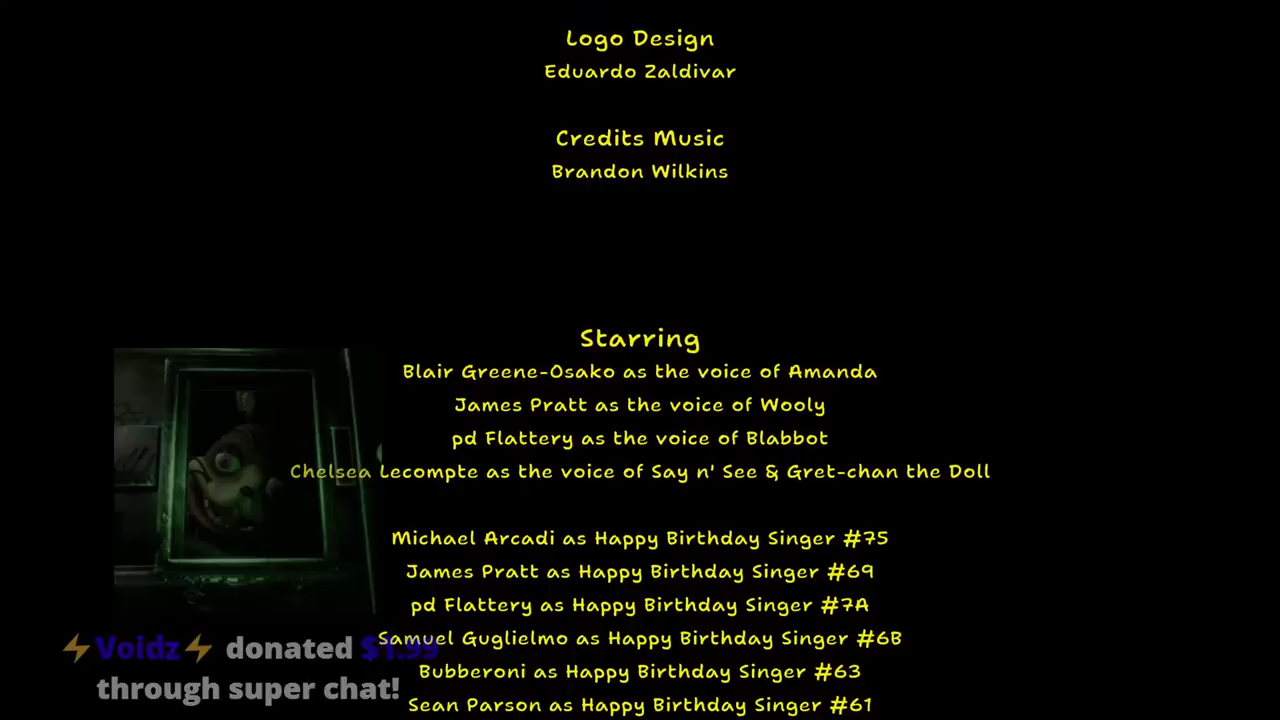 Logo Design
Eduardo Zaldivar
Credits Music
Brandon Wilkins
Starring
Blair Greene-Osako as the voice of Amanda
James Pratt as the voice of Wooly
pd Flattery as the voice of Blabbot
Chelsea Lecompte as the voice of Say n' See & Gret-chan the Doll
Michael Arcadi as Happy Birthday Singer #75
James Pratt as Happy Birthday Singer #69
pd Flattery as Happy Birthday Singer #7A
Samuel Guglielmo as Happy Birthday Singer #6B
Bubberoni as Happy Birthday Singer #63
Sean Parson as Happy Birthday Singer #61
⚡Voidz⚡ donated $1.99
through super chat!